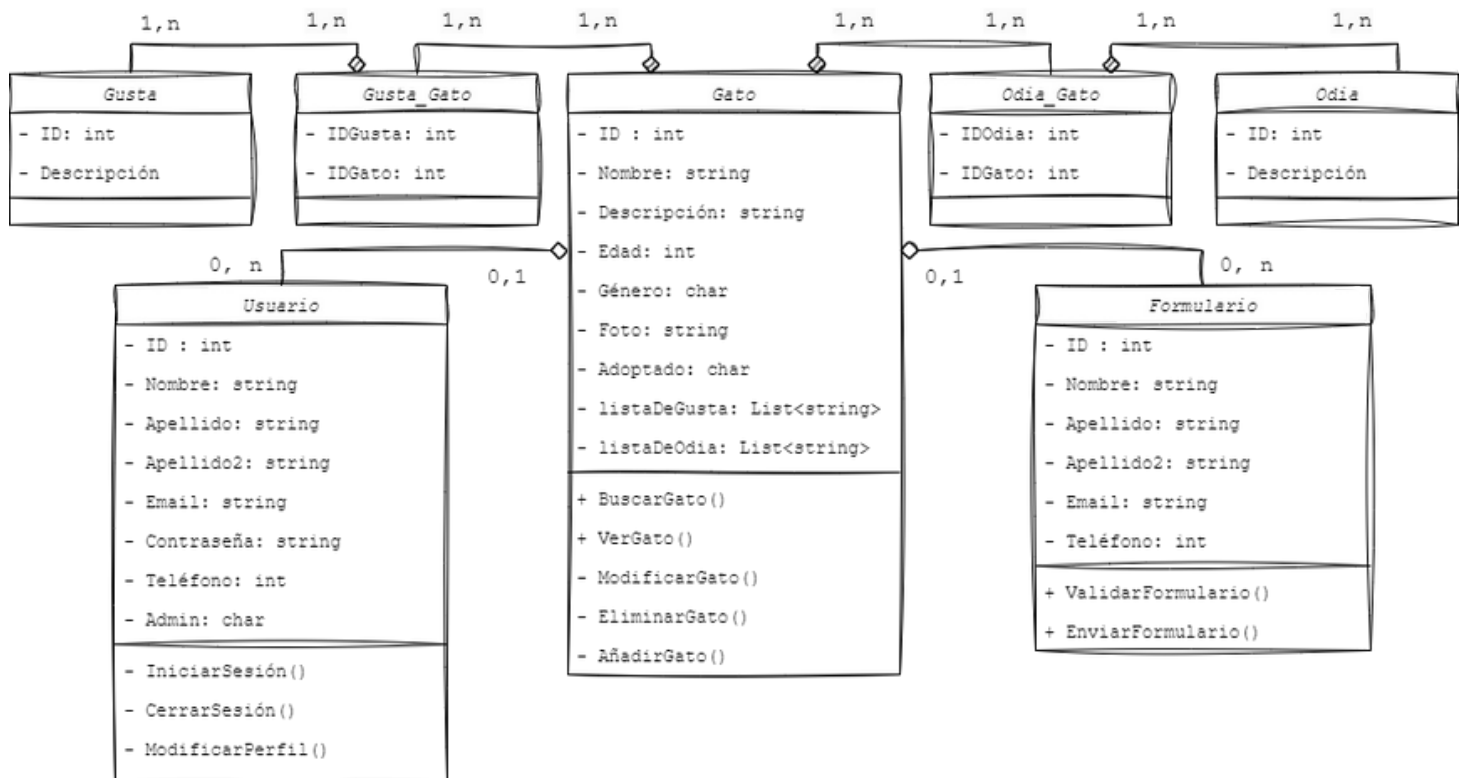 1,n
1,n
1,n
1,n
1,n
1,n
1,n
1,n
Gusta
- ID: int
- Descripción
Gusta_Gato
- IDGusta: int
- IDGato: int
Gato
- ID : int
- Nombre: string
- Descripción: string
- Edad: int
- Género: char
- Foto: string
- Adoptado: char
- listaDeGusta: List<string>
- listaDeOdia: List<string>
+ BuscarGato()
+ VerGato()
- ModificarGato()
- EliminarGato()
- AñadirGato()
Odia_Gato
- IDOdia: int
- IDGato: int
Odia
- ID: int
- Descripción
0, n
0,1
0,1
0, n
Usuario
- ID : int
- Nombre: string
- Apellido: string
- Apellido2: string
- Email: string
- Contraseña: string
- Teléfono: int
- Admin: char
- IniciarSesión()
- CerrarSesión()
- ModificarPerfil()
Formulario
- ID : int
- Nombre: string
- Apellido: string
- Apellido2: string
- Email: string
- Teléfono: int
+ ValidarFormulario()
+ EnviarFormulario()